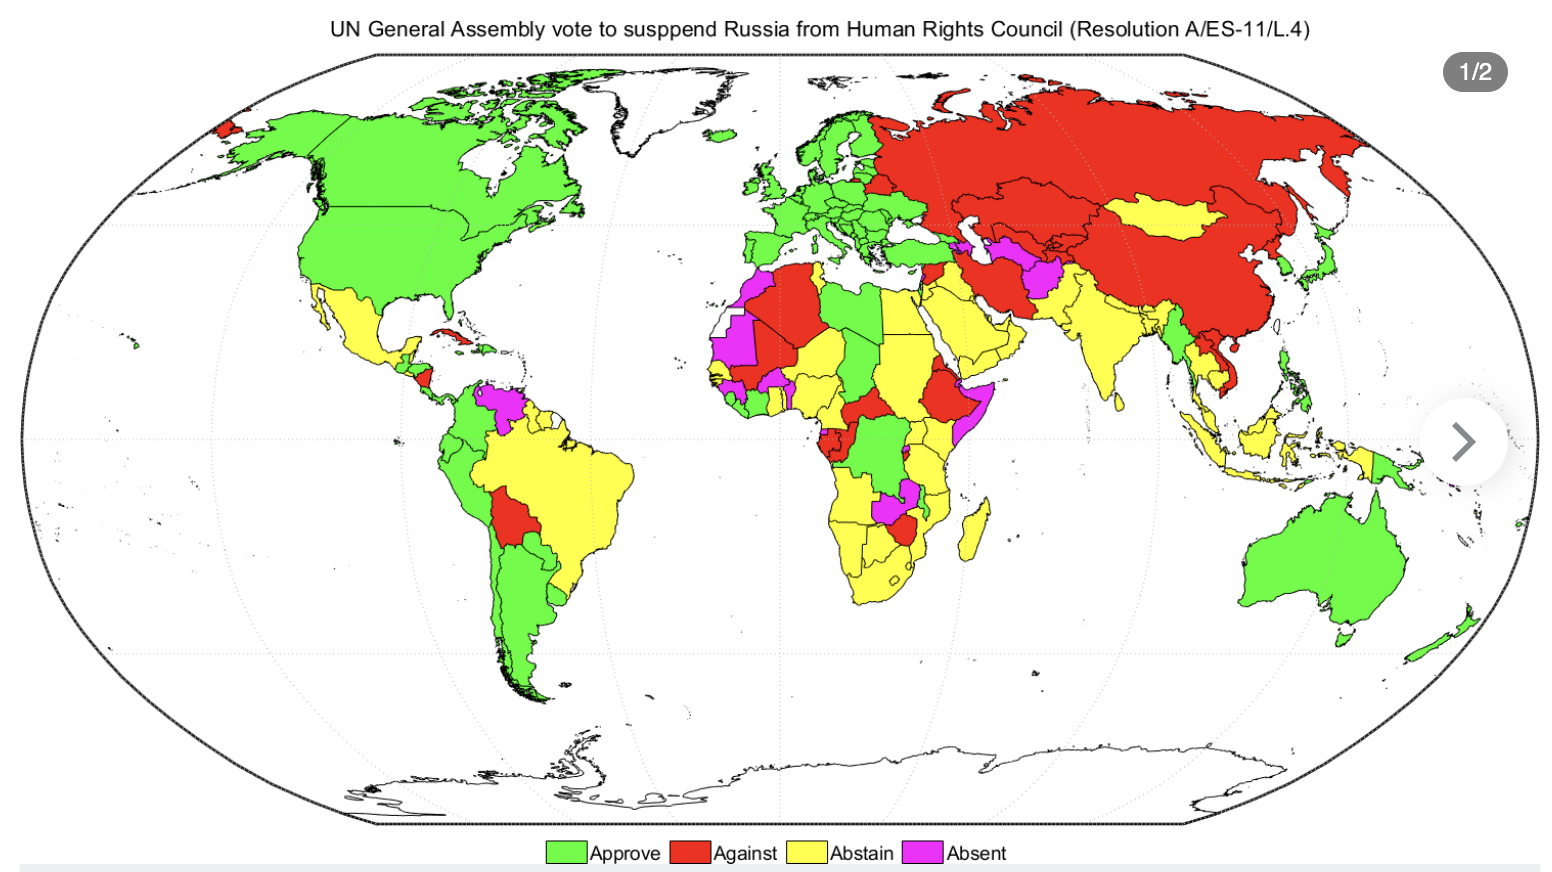 UN General Assembly vote to susppend Russia from Human Rights Council (Resolution A/ES-11/L.4)
1/2
Approve Against Abstain Absent